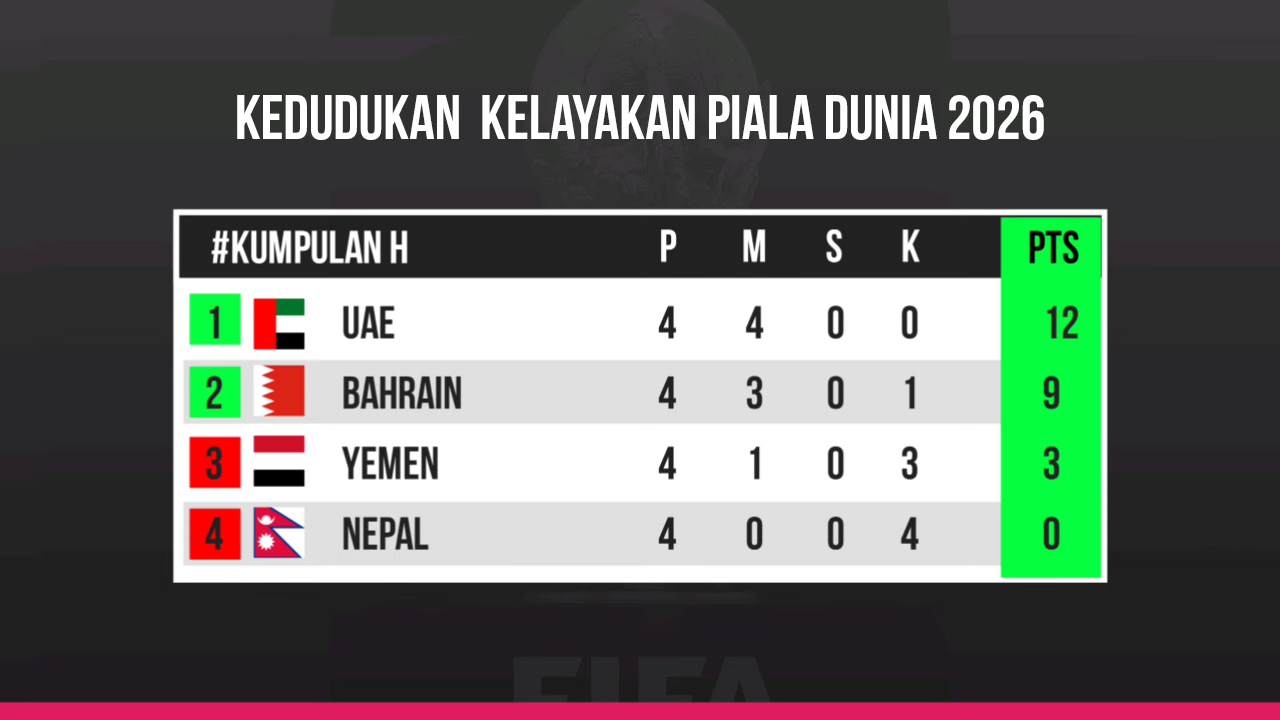 KEDUDUKAN KELAYAKAN PIALA DUNIA 2026
#KUMPULAN H P M S K PTS
1 UAE 4 4 0 0 12
2 BAHRAIN 4 3 0 1 9
3 YEMEN 4 1 0 3 3
4 NEPAL 4 0 0 4 0
FIFA